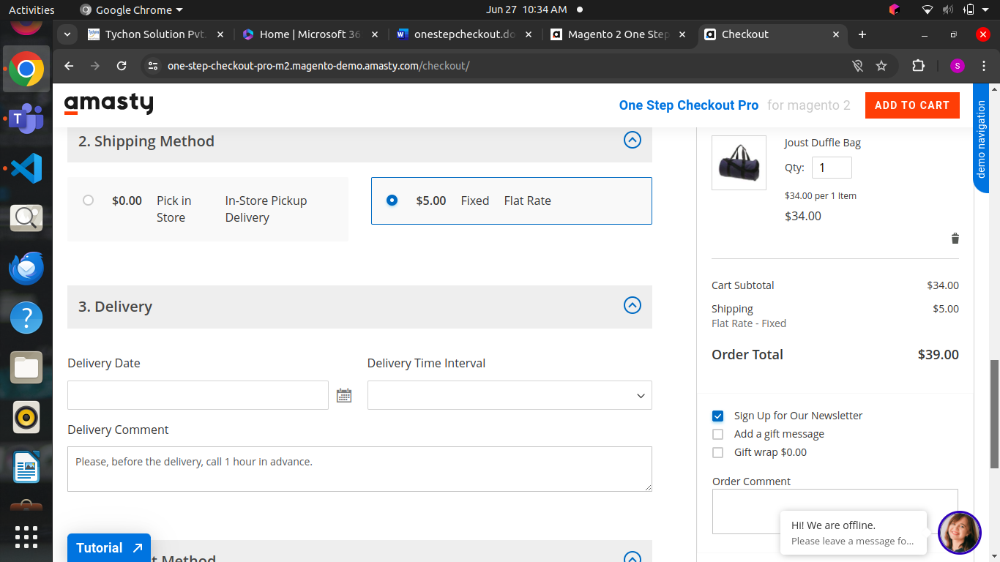 Activities
Google Chrome
Jun 27 10:34 AM
Tychon Solution Pvt.
Home | Microsoft 36
onestepcheckout.do
Magento 2 One Step
Checkout
one-step-checkout-pro-m2.magento-demo.amasty.com/checkout/
S
amasty
One Step Checkout Pro for magento 2
ADD TO CART
demo navigation
2. Shipping Method
$0.00 Pick in Store In-Store Pickup Delivery
$5.00 Fixed Flat Rate
3. Delivery
Delivery Date
Delivery Time Interval
Delivery Comment
Please, before the delivery, call 1 hour in advance.
Tutorial
t Method
Joust Duffle Bag
Qty: 1
$34.00 per 1 Item
$34.00
Cart Subtotal $34.00
Shipping $5.00
Flat Rate - Fixed
Order Total $39.00
Sign Up for Our Newsletter
Add a gift message
Gift wrap $0.00
Order Comment
Hi! We are offline.
Please leave a message fo...